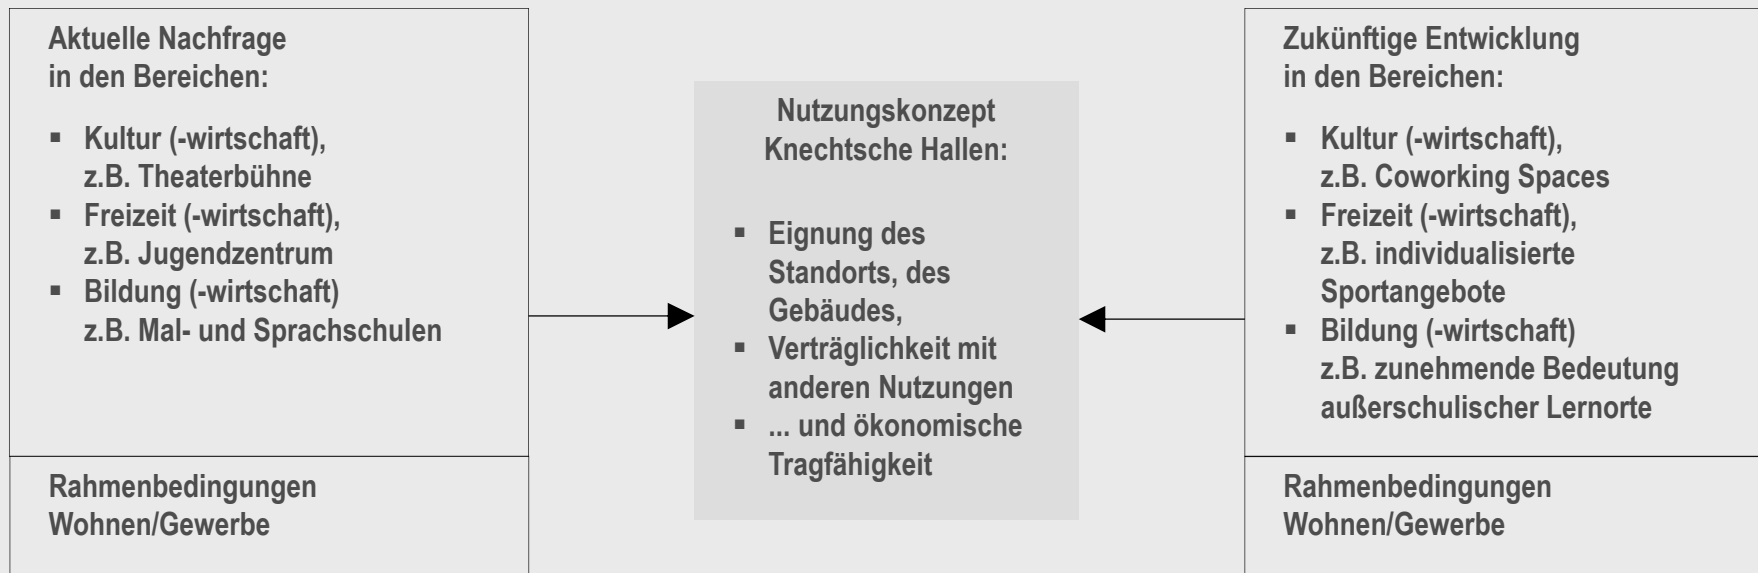 Aktuelle Nachfrage
in den Bereichen:
▪ Kultur (-wirtschaft),
z.B. Theaterbühne
▪ Freizeit (-wirtschaft),
z.B. Jugendzentrum
▪ Bildung (-wirtschaft)
z.B. Mal- und Sprachschulen
Rahmenbedingungen
Wohnen/Gewerbe
Nutzungskonzept
Knechtsche Hallen:
▪ Eignung des
Standorts, des
Gebäudes,
▪ Verträglichkeit mit
anderen Nutzungen
▪ ... und ökonomische
Tragfähigkeit
Zukünftige Entwicklung
in den Bereichen:
▪ Kultur (-wirtschaft),
z.B. Coworking Spaces
▪ Freizeit (-wirtschaft),
z.B. individualisierte
Sportangebote
▪ Bildung (-wirtschaft)
z.B. zunehmende Bedeutung
außerschulischer Lernorte
Rahmenbedingungen
Wohnen/Gewerbe